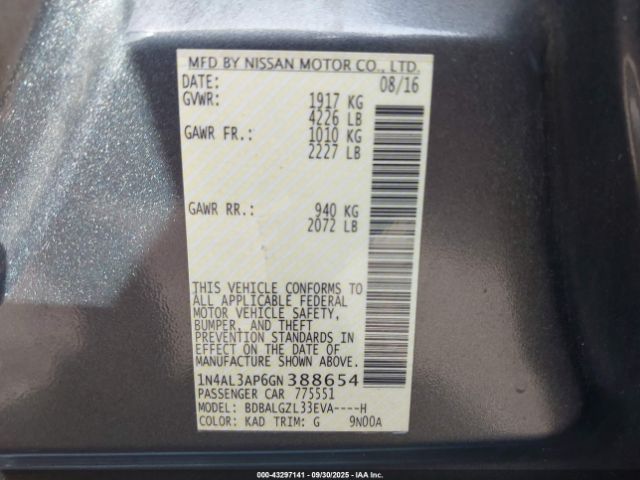 MFD BY NISSAN MOTOR CO., LTD.
DATE: 08/16
GVWR: 1917 KG
4226 LB
GAWR FR.: 1010 KG
2227 LB
GAWR RR.: 940 KG
2072 LB
THIS VEHICLE CONFORMS TO
ALL APPLICABLE FEDERAL
MOTOR VEHICLE SAFETY,
BUMPER, AND THEFT
PREVENTION STANDARDS IN
EFFECT ON THE DATE OF
MANUFACTURE SHOWN ABOVE.
1N4AL3AP6GN388654
PASSENGER CAR 775551
MODEL: BDBALGZL33EVA----H
COLOR: KAD TRIM: G 9N00A
000-43297141 - 09/30/2025 - IAA Inc.